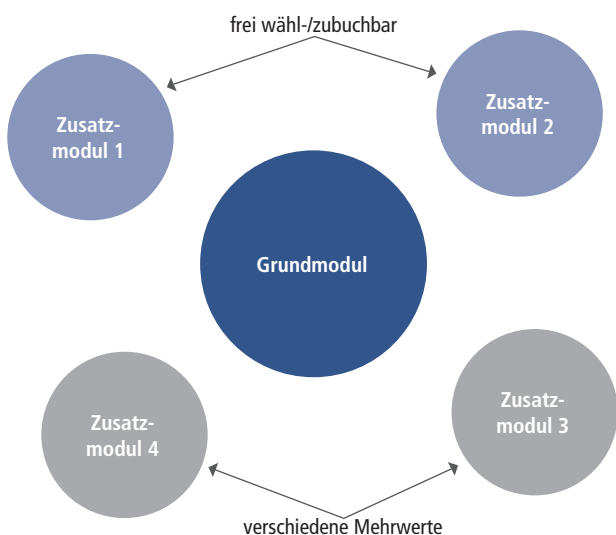 frei wähl-/zubuchbar
Zusatz-
modul 1
Zusatz-
modul 2
Grundmodul
Zusatz-
modul 4
Zusatz-
modul 3
verschiedene Mehrwerte